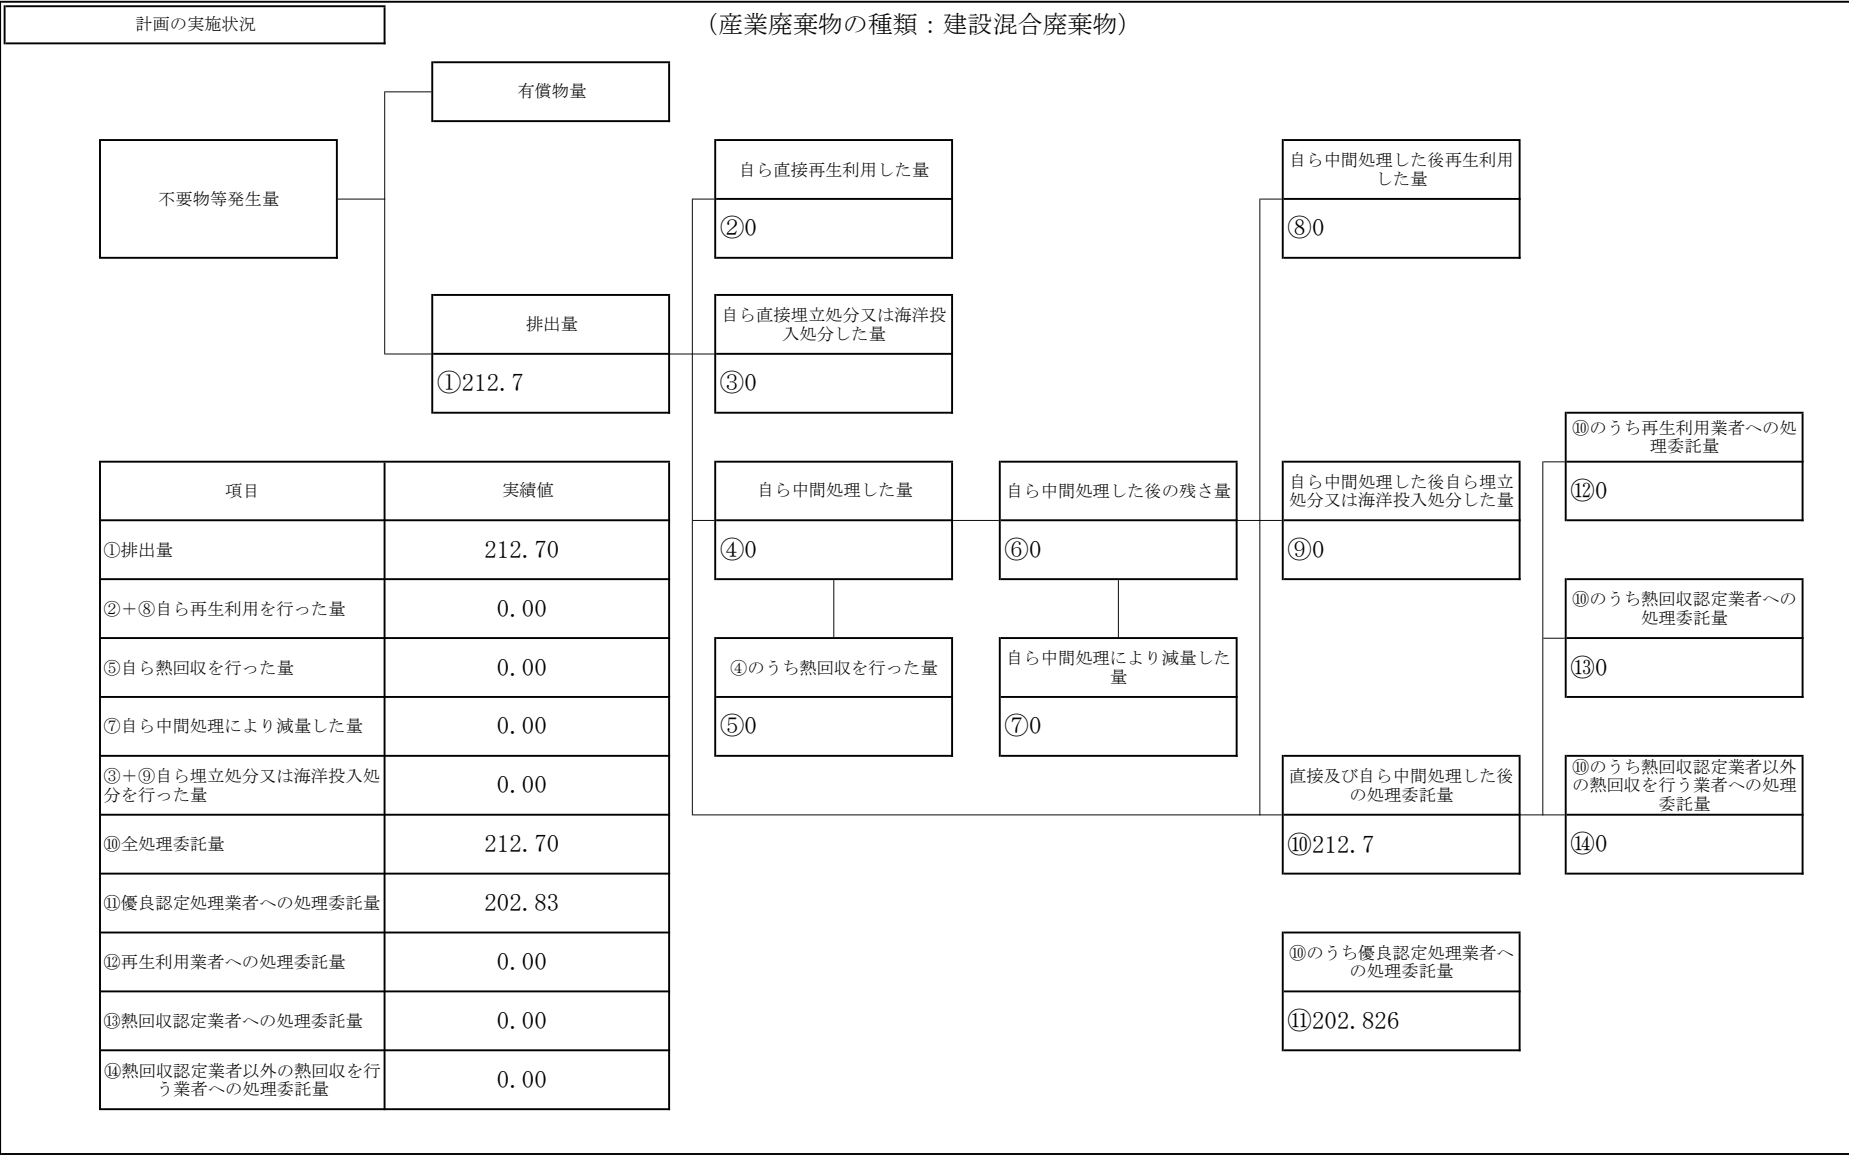 計画の実施状況
（産業廃棄物の種類：建設混合廃棄物）
有償物量
不要物等発生量
自ら直接再生利用した量
②0
自ら中間処理した後再生利用
した量
⑧0
排出量
①212.7
自ら直接埋立処分又は海洋投
入処分した量
③0
⑩のうち再生利用業者への処
理委託量
⑫0
自ら中間処理した量
④0
自ら中間処理した後の残さ量
⑥0
自ら中間処理した後自ら埋立
処分又は海洋投入処分した量
⑨0
⑩のうち熱回収認定業者への
処理委託量
⑬0
④のうち熱回収を行った量
⑤0
自ら中間処理により減量した
量
⑦0
直接及び自ら中間処理した後
の処理委託量
⑩212.7
⑩のうち熱回収認定業者以外
の熱回収を行う業者への処理
委託量
⑭0
⑩のうち優良認定処理業者へ
の処理委託量
⑪202.826
項目 実績値
①排出量 212.70
②＋⑧自ら再生利用を行った量 0.00
⑤自ら熱回収を行った量 0.00
⑦自ら中間処理により減量した量 0.00
③＋⑨自ら埋立処分又は海洋投入処
分を行った量 0.00
⑩全処理委託量 212.70
⑪優良認定処理業者への処理委託量 202.83
⑫再生利用業者への処理委託量 0.00
⑬熱回収認定業者への処理委託量 0.00
⑭熱回収認定業者以外の熱回収を行
う業者への処理委託量 0.00